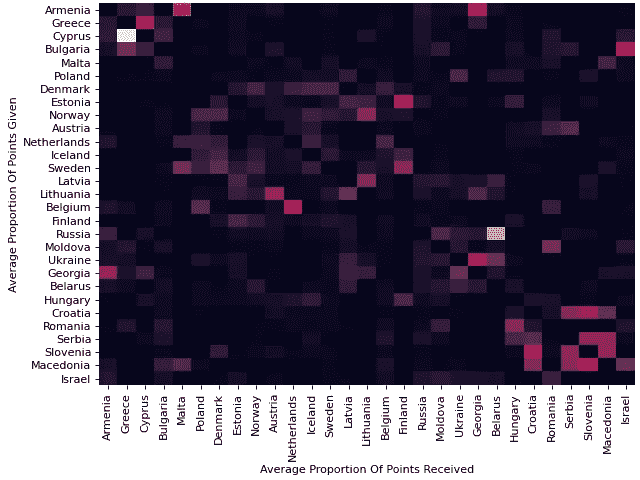 Average Proportion Of Points Given
Armenia
Greece
Cyprus
Bulgaria
Malta
Poland
Denmark
Estonia
Norway
Austria
Netherlands
Iceland
Sweden
Latvia
Lithuania
Belgium
Finland
Russia
Moldova
Ukraine
Georgia
Belarus
Hungary
Croatia
Romania
Serbia
Slovenia
Macedonia
Israel
Armenia
Greece
Cyprus
Bulgaria
Malta
Poland
Denmark
Estonia
Norway
Austria
Netherlands
Iceland
Sweden
Latvia
Lithuania
Belgium
Finland
Russia
Moldova
Ukraine
Georgia
Belarus
Hungary
Croatia
Romania
Serbia
Slovenia
Macedonia
Israel
Average Proportion Of Points Received